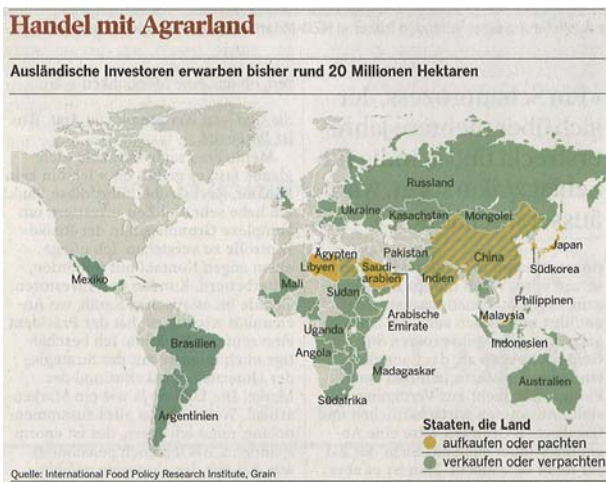 Handel mit Agrarland
Ausländische Investoren erwarben bisher rund 20 Millionen Hektaren
Russland
Ukraine
Kasachstan
Mongolei
Ägypten
Pakistan
China
Japan
Libyen
Saudi-
arabien
Indien
Südkorea
Mexiko
Mali
Sudan
Arabische
Emirate
Philippinen
Malaysia
Uganda
Indonesien
Brasilien
Angola
Madagaskar
Australien
Argentinien
Südafrika
Staaten, die Land
aufkaufen oder pachten
verkaufen oder verpachten
Quelle: International Food Policy Research Institute, Grain